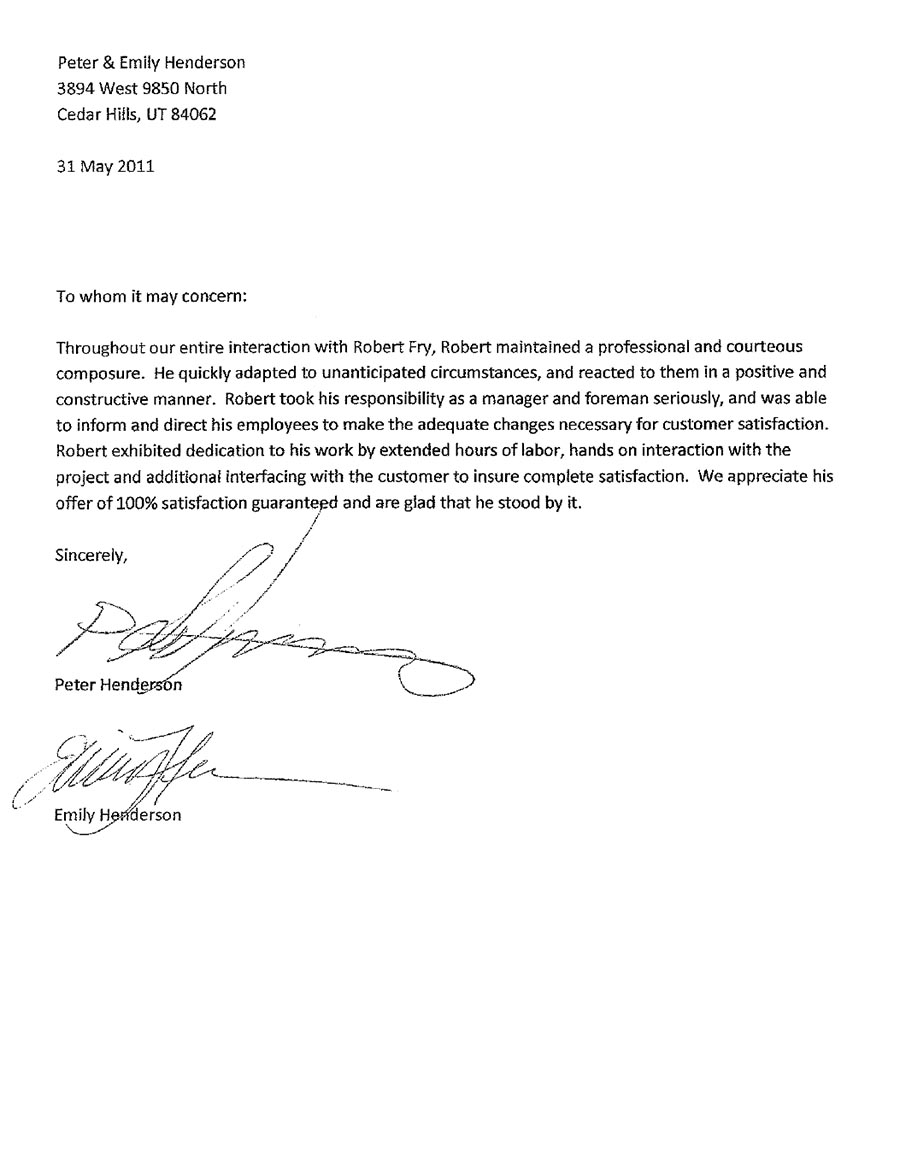 Peter & Emily Henderson
3894 West 9850 North
Cedar Hills, UT 84062
31 May 2011
To whom it may concern:
Throughout our entire interaction with Robert Fry, Robert maintained a professional and courteous
composure.  He quickly adapted to unanticipated circumstances, and reacted to them in a positive and
constructive manner.  Robert took his responsibility as a manager and foreman seriously, and was able
to inform and direct his employees to make the adequate changes necessary for customer satisfaction.
Robert exhibited dedication to his work by extended hours of labor, hands on interaction with the
project and additional interfacing with the customer to insure complete satisfaction.  We appreciate his
offer of 100% satisfaction guaranteed and are glad that he stood by it.
Sincerely,
Peter Henderson
Emily Henderson